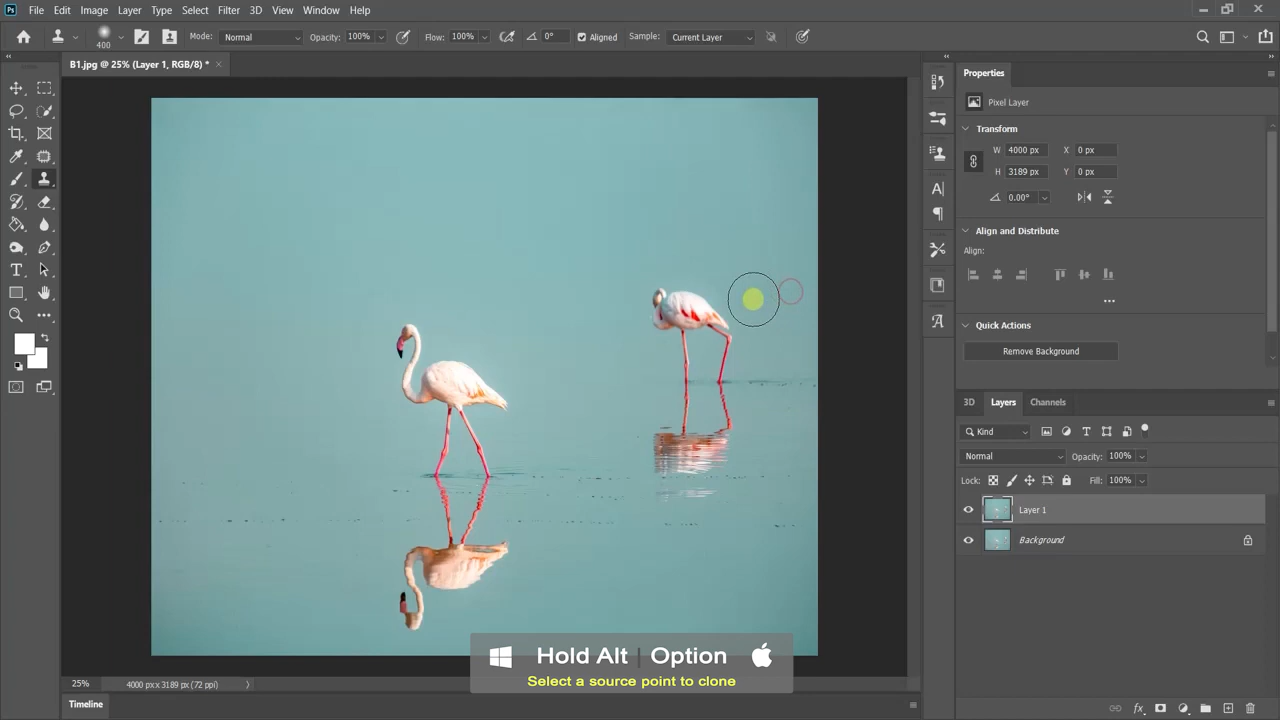 Ps File Edit Image Layer Type Select Filter 3D View Window Help
400 Mode: Normal Opacity: 100% Flow: 100% 0° Aligned Sample: Current Layer
B1.jpg @ 25% (Layer 1, RGB/8) *
Properties
Pixel Layer
Transform
W 4000 px X 0 px
H 3189 px Y 0 px
0.00°
Align and Distribute
Align:
Quick Actions
Remove Background
3D Layers Channels
Kind
Normal Opacity: 100%
Lock: Fill: 100%
Layer 1
Background
Hold Alt | Option
Select a source point to clone
25% 4000 px x 3189 px (72 ppi)
Timeline